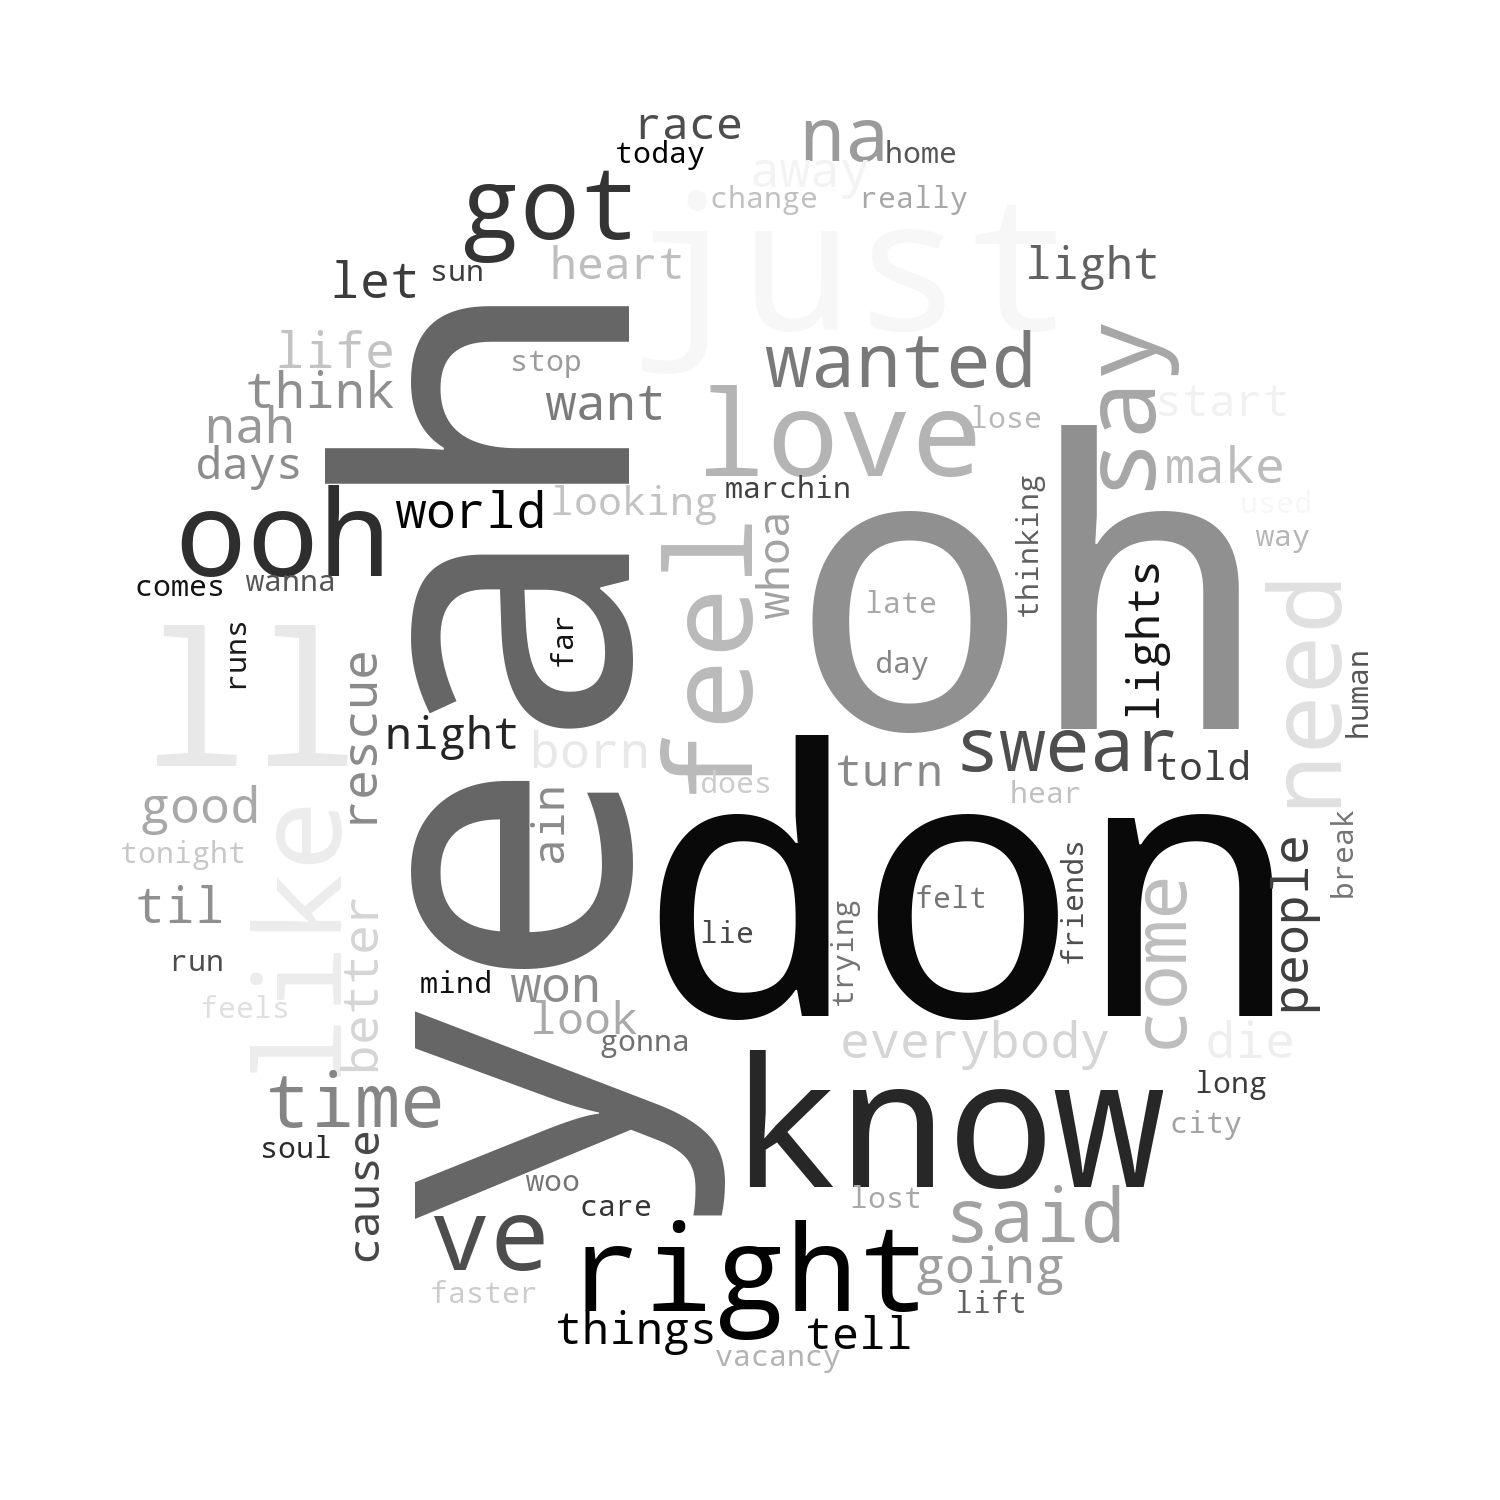 race
na
today
home
away
got
change
really
just
let
sun
heart
light
life
stop
wanted
say
think
want
love
lose
start
nah
days
yeah
ooh
world
looking
marchin
make
used
way
comes
wanna
feel
whoa
oh
thinking
late
day
lights
need
human
ll
runs
far
rescue
night
born
does
turn
swear
told
hear
good
tonight
like
ain
don
lie
felt
trying
friends
people
break
come
til
run
feels
better
mind
won
look
gonna
everybody
die
time
know
long
city
soul
cause
woo
care
lost
said
ve
right
going
faster
lift
things
tell
vacancy